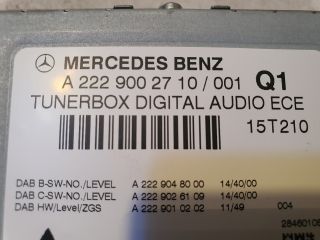 MERCEDES BENZ
A 222 900 27 10 / 001 Q1
TUNERBOX DIGITAL AUDIO ECE
15T210
DAB B-SW-NO./LEVEL A 222 904 80 00 14/40/00
DAB C-SW-NO./LEVEL A 222 902 61 09 14/40/00
DAB HW/Level/ZGS A 222 901 02 02 11/49 004
28460106